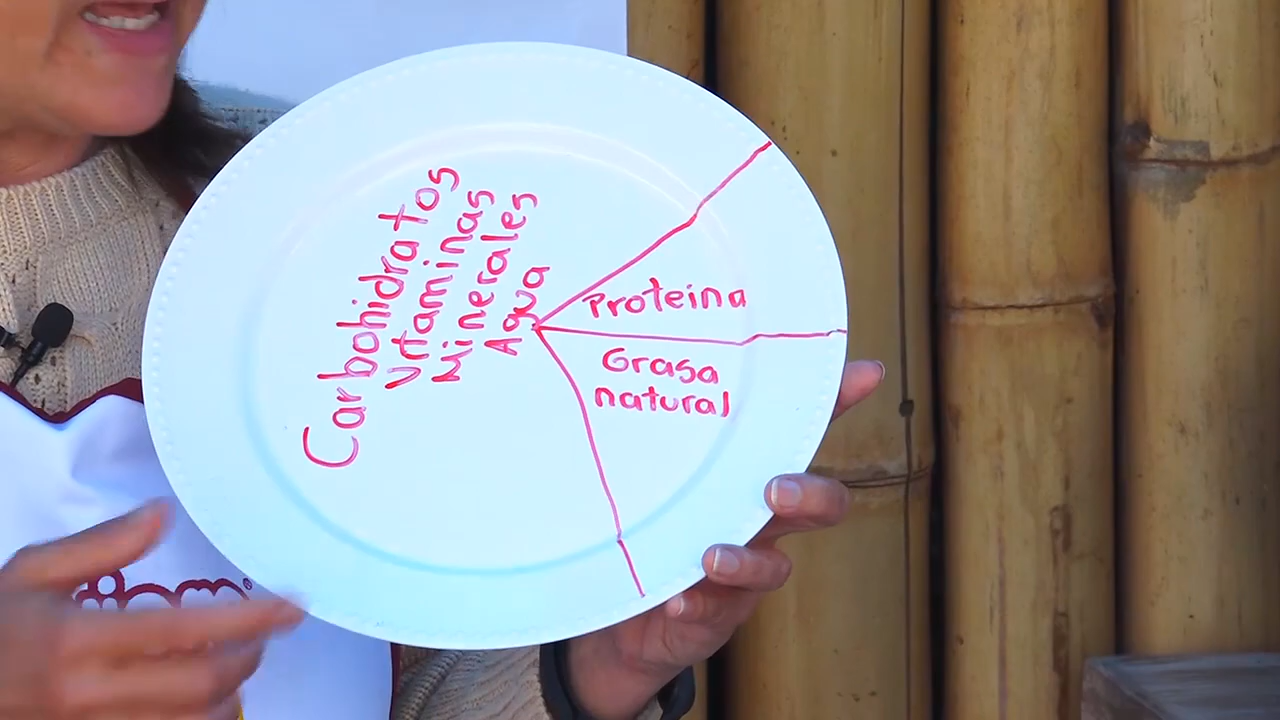 Carbohidratos
Vitaminas
Minerales
Agua
Proteina
Grasa
natural